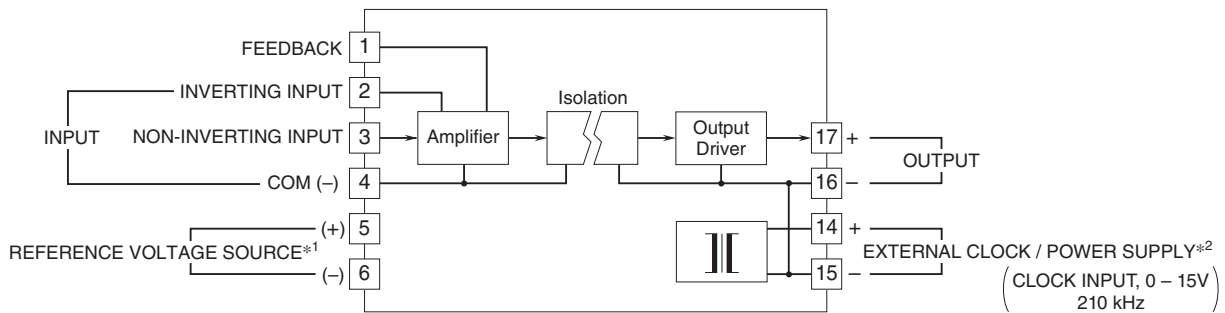 FEEDBACK 1
INVERTING INPUT 2
Isolation
INPUT
NON-INVERTING INPUT 3
Amplifier
Output
Driver
17 +
OUTPUT
COM (–) 4
16 –
(+) 5
14 +
REFERENCE VOLTAGE SOURCE*1
EXTERNAL CLOCK / POWER SUPPLY*2
(–) 6
15 –
(CLOCK INPUT, 0 – 15V
210 kHz)